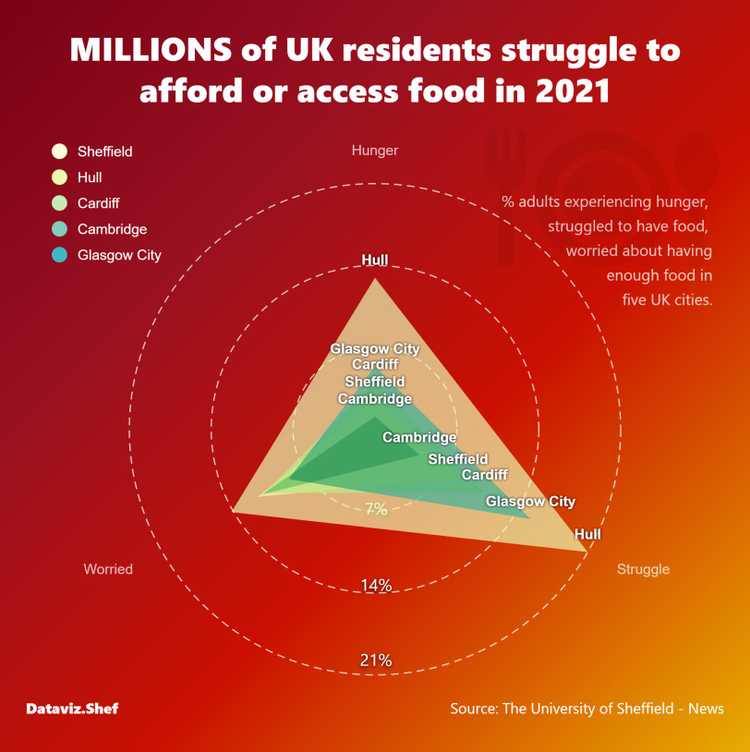 MILLIONS of UK residents struggle to
afford or access food in 2021
Sheffield
Hull
Cardiff
Cambridge
Glasgow City
Hunger
% adults experiencing hunger,
struggled to have food,
worried about having
enough food in
five UK cities.
Hull
Glasgow City
Cardiff
Sheffield
Cambridge
Cambridge
Sheffield
Cardiff
Glasgow City
7%
Hull
Worried
Struggle
14%
21%
Dataviz.Shef
Source: The University of Sheffield - News